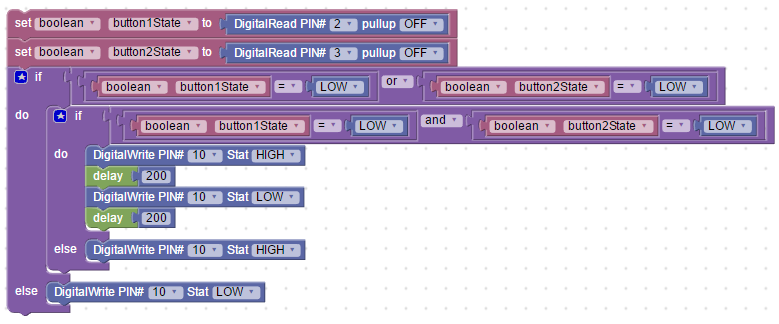 set boolean button1State to DigitalRead PIN# 2 pullup OFF
set boolean button2State to DigitalRead PIN# 3 pullup OFF
if boolean button1State = LOW or boolean button2State = LOW
do if boolean button1State = LOW and boolean button2State = LOW
do DigitalWrite PIN# 10 Stat HIGH
delay 200
DigitalWrite PIN# 10 Stat LOW
delay 200
else DigitalWrite PIN# 10 Stat HIGH
else DigitalWrite PIN# 10 Stat LOW